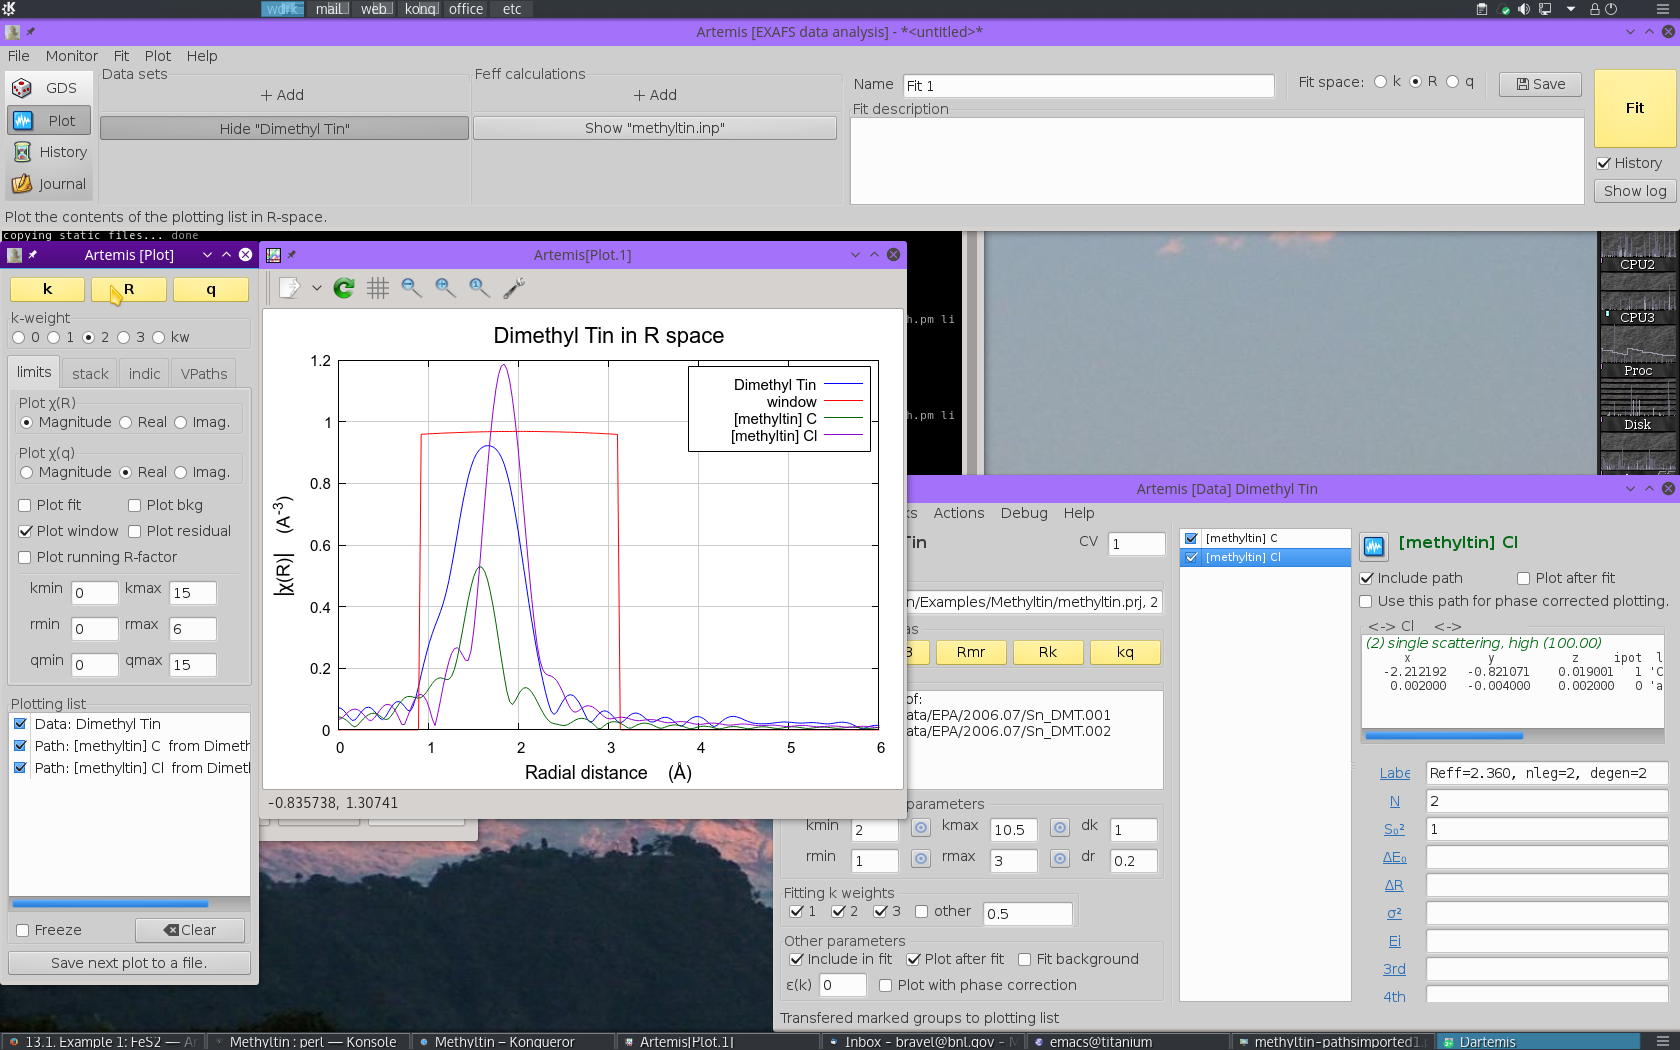 work mail web konq office etc
Artemis [EXAFS data analysis] - *<untitled>*
File Monitor Fit Plot Help
GDS
Plot
History
Journal
Data sets
+ Add
Hide "Dimethyl Tin"
Feff calculations
+ Add
Show "methyltin.inp"
Name Fit 1
Fit space: k R q
Save
Fit description
Fit
History
Show log
Plot the contents of the plotting list in R-space.
copying static files... done
Artemis [Plot]
k R q
k-weight
0 1 2 3 kw
limits stack indic VPaths
Plot χ(R)
Magnitude Real Imag.
Plot χ(q)
Magnitude Real Imag.
Plot fit Plot bkg
Plot window Plot residual
Plot running R-factor
kmin 0 kmax 15
rmin 0 rmax 6
qmin 0 qmax 15
Plotting list
Data: Dimethyl Tin
Path: [methyltin] C from Dimeth
Path: [methyltin] Cl from Dimetl
Freeze Clear
Save next plot to a file.
Artemis[Plot.1]
Dimethyl Tin in R space
Dimethyl Tin
window
[methyltin] C
[methyltin] Cl
1.2
1
0.8
0.6
0.4
0.2
0
|χ(R)| (A-3)
0 1 2 3 4 5 6
Radial distance (Å)
-0.835738, 1.30741
h.pm li
h.pm li
CPU2
CPU3
Proc
Disk
Artemis [Data] Dimethyl Tin
ks Actions Debug Help
Tin CV 1
n/Examples/Methyltin/methyltin.prj, 2
as
3 Rmr Rk kq
of:
ata/EPA/2006.07/Sn_DMT.001
ata/EPA/2006.07/Sn_DMT.002
parameters
kmin 2 kmax 10.5 dk 1
rmin 1 rmax 3 dr 0.2
Fitting k weights
1 2 3 other 0.5
Other parameters
Include in fit Plot after fit Fit background
ε(k) 0 Plot with phase correction
Transfered marked groups to plotting list
[methyltin] C
[methyltin] Cl
[methyltin] Cl
Include path Plot after fit
Use this path for phase corrected plotting.
<-> Cl <->
(2) single scattering, high (100.00)
x y z ipot l
-2.212192 -0.821071 0.019001 1 'C
0.002000 -0.004000 0.002000 0 'a
Labe Reff=2.360, nleg=2, degen=2
N 2
S₀² 1
ΔE₀
ΔR
σ²
Ei
3rd
4th
13.1. Example 1: FeS2 — Ar
Methyltin : perl — Konsole
Methyltin – Konqueror
Artemis[Plot.1]
Inbox - bravel@bnl.gov - M
emacs@titanium
methyltin-pathsimported1.
Dartemis